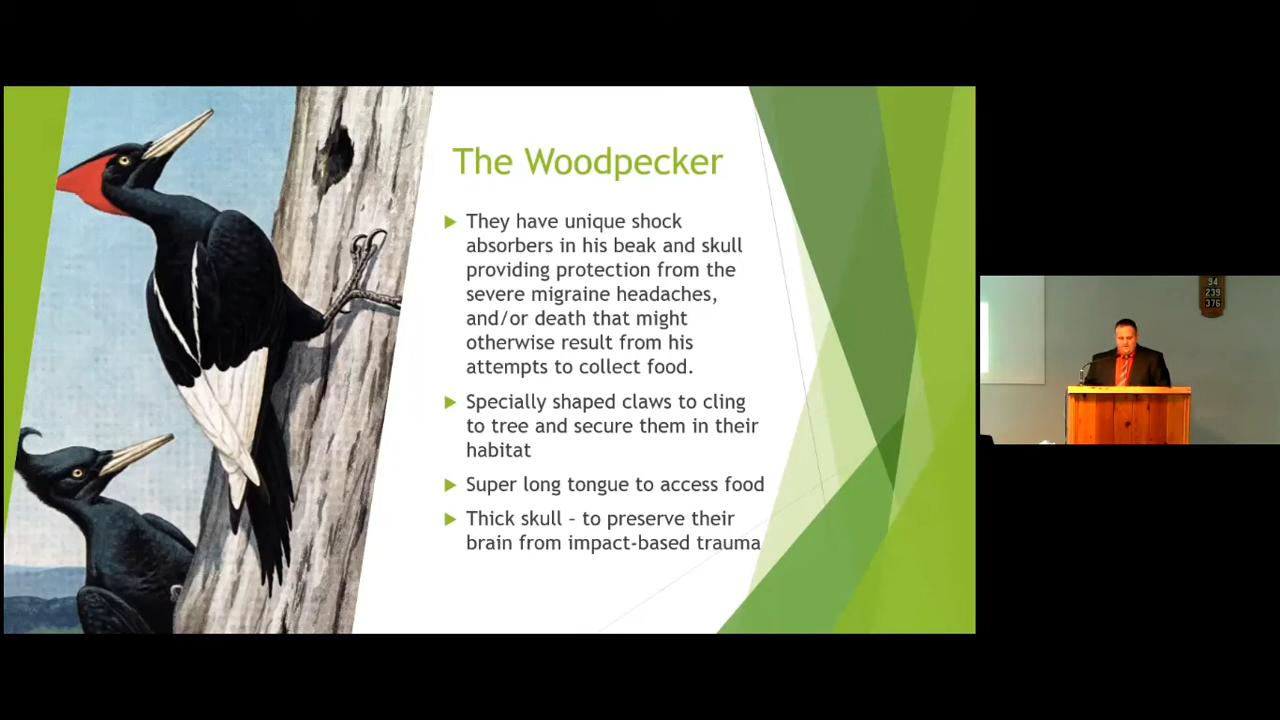 The Woodpecker
They have unique shock
absorbers in his beak and skull
providing protection from the
severe migraine headaches,
and/or death that might
otherwise result from his
attempts to collect food.
Specially shaped claws to cling
to tree and secure them in their
habitat
Super long tongue to access food
Thick skull – to preserve their
brain from impact-based trauma
94
239
376